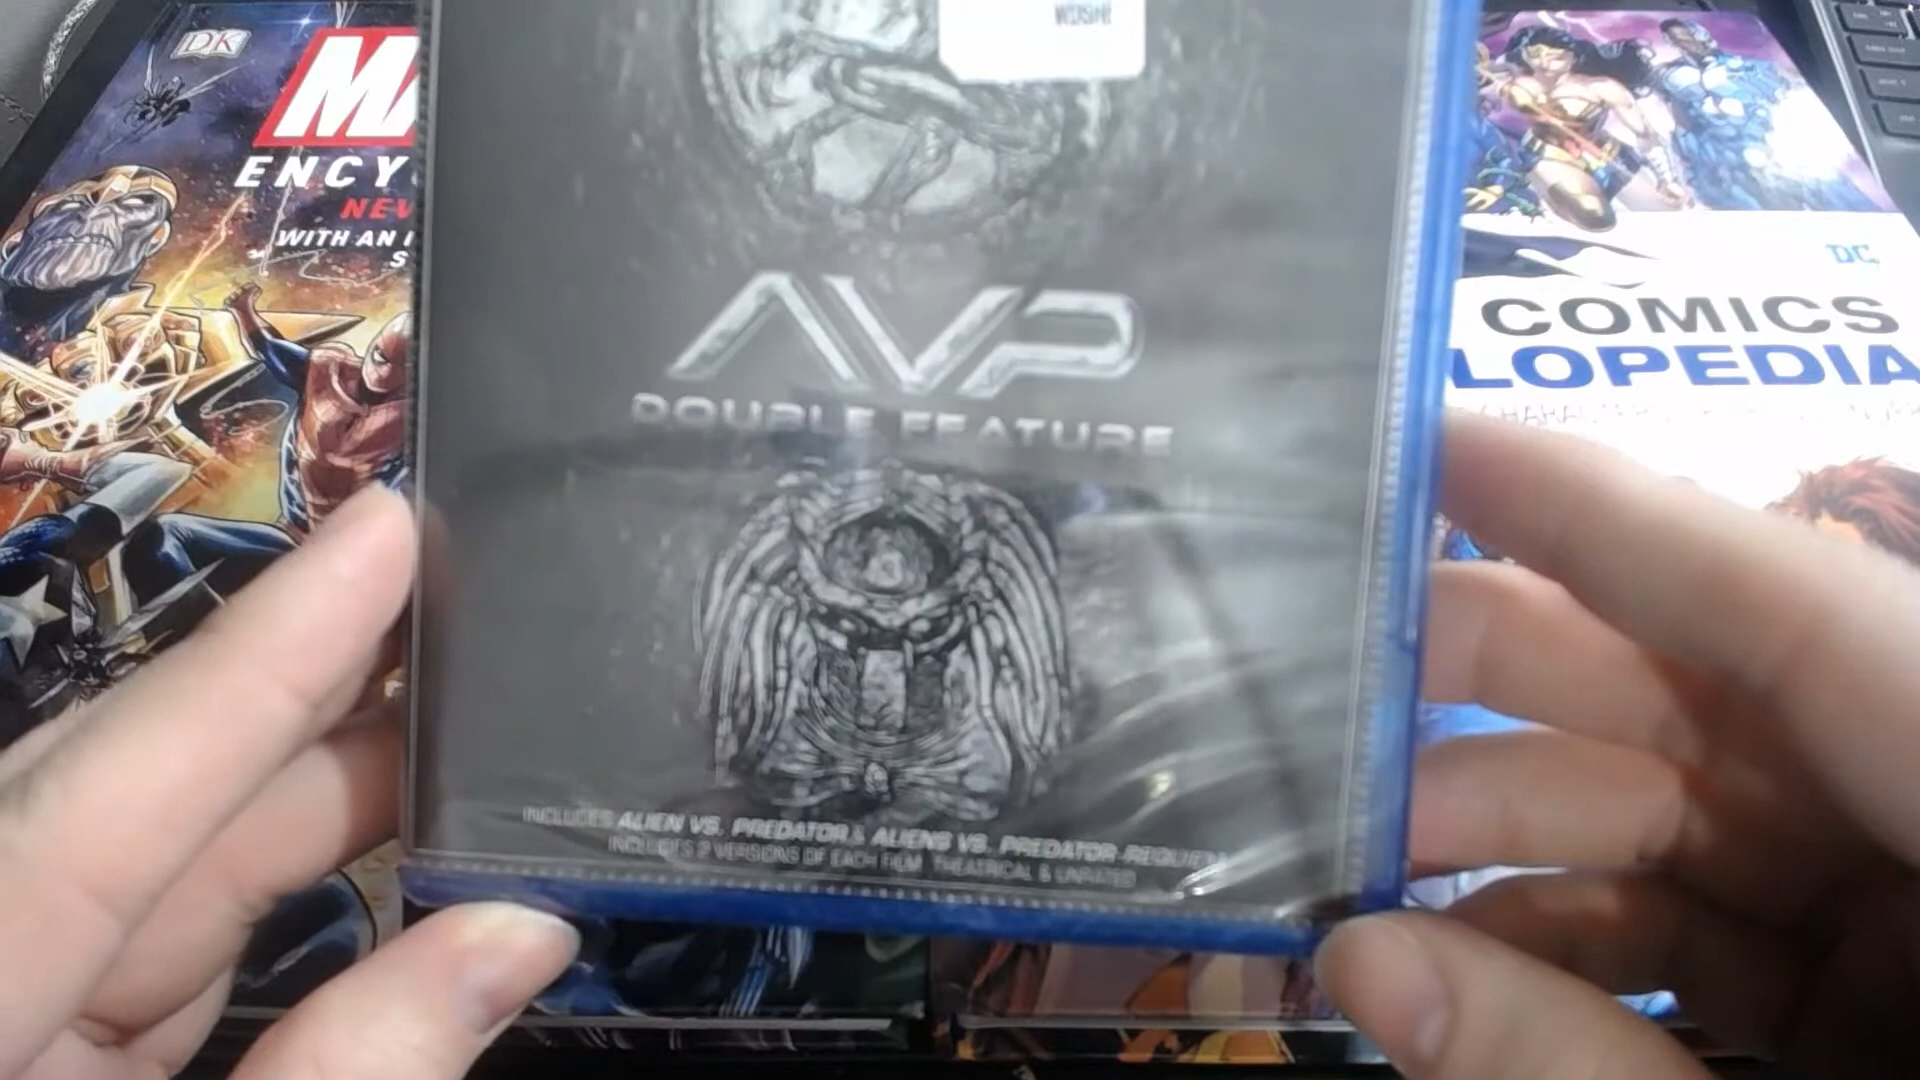 DK
MA
ENCY
NEW
WITH AN I
S
AVP
DOUBLE FEATURE
INCLUDES ALIEN VS. PREDATOR & ALIENS VS. PREDATOR-REQUIEM
INCLUDES 2 VERSIONS OF EACH FILM THEATRICAL & UNRATED
DC
COMICS
LOPEDIA